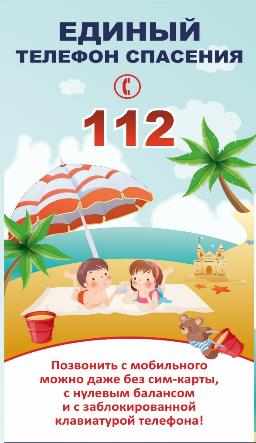 ЕДИНЫЙ
ТЕЛЕФОН СПАСЕНИЯ
112
Позвонить с мобильного
можно даже без сим-карты,
с нулевым балансом
и с заблокированной
клавиатурой телефона!